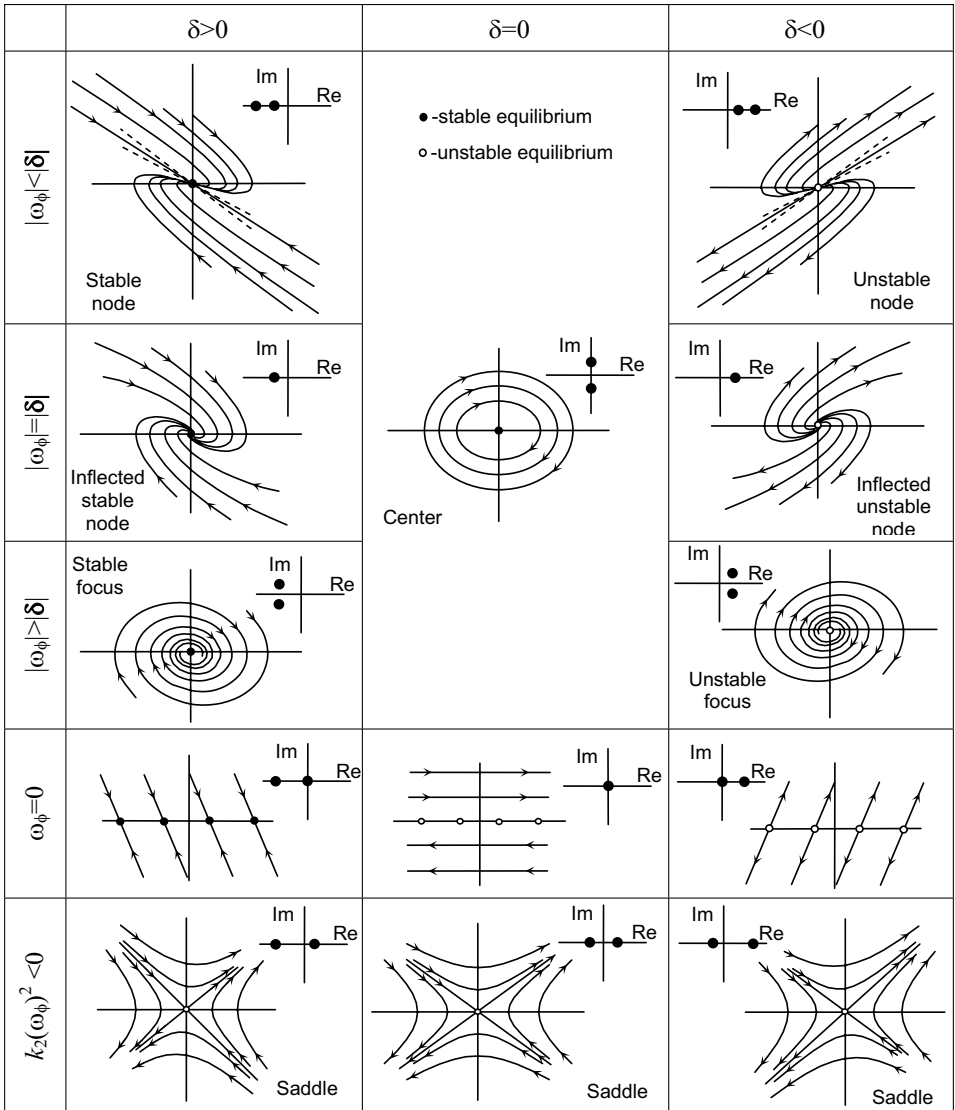 δ>0
δ=0
δ<0
|ω_ϕ|<|δ|
Im
Re
Stable
node
●-stable equilibrium
○-unstable equilibrium
Im
Re
Unstable
node
|ω_ϕ|=|δ|
Im
Re
Inflected
stable
node
Im
Re
Center
Im
Re
Inflected
unstable
node
|ω_ϕ|>|δ|
Stable
focus
Im
Re
Im
Re
Unstable
focus
ω_ϕ=0
Im
Re
Im
Re
Im
Re
k₂(ω_ϕ)² <0
Im
Re
Saddle
Im
Re
Saddle
Im
Re
Saddle